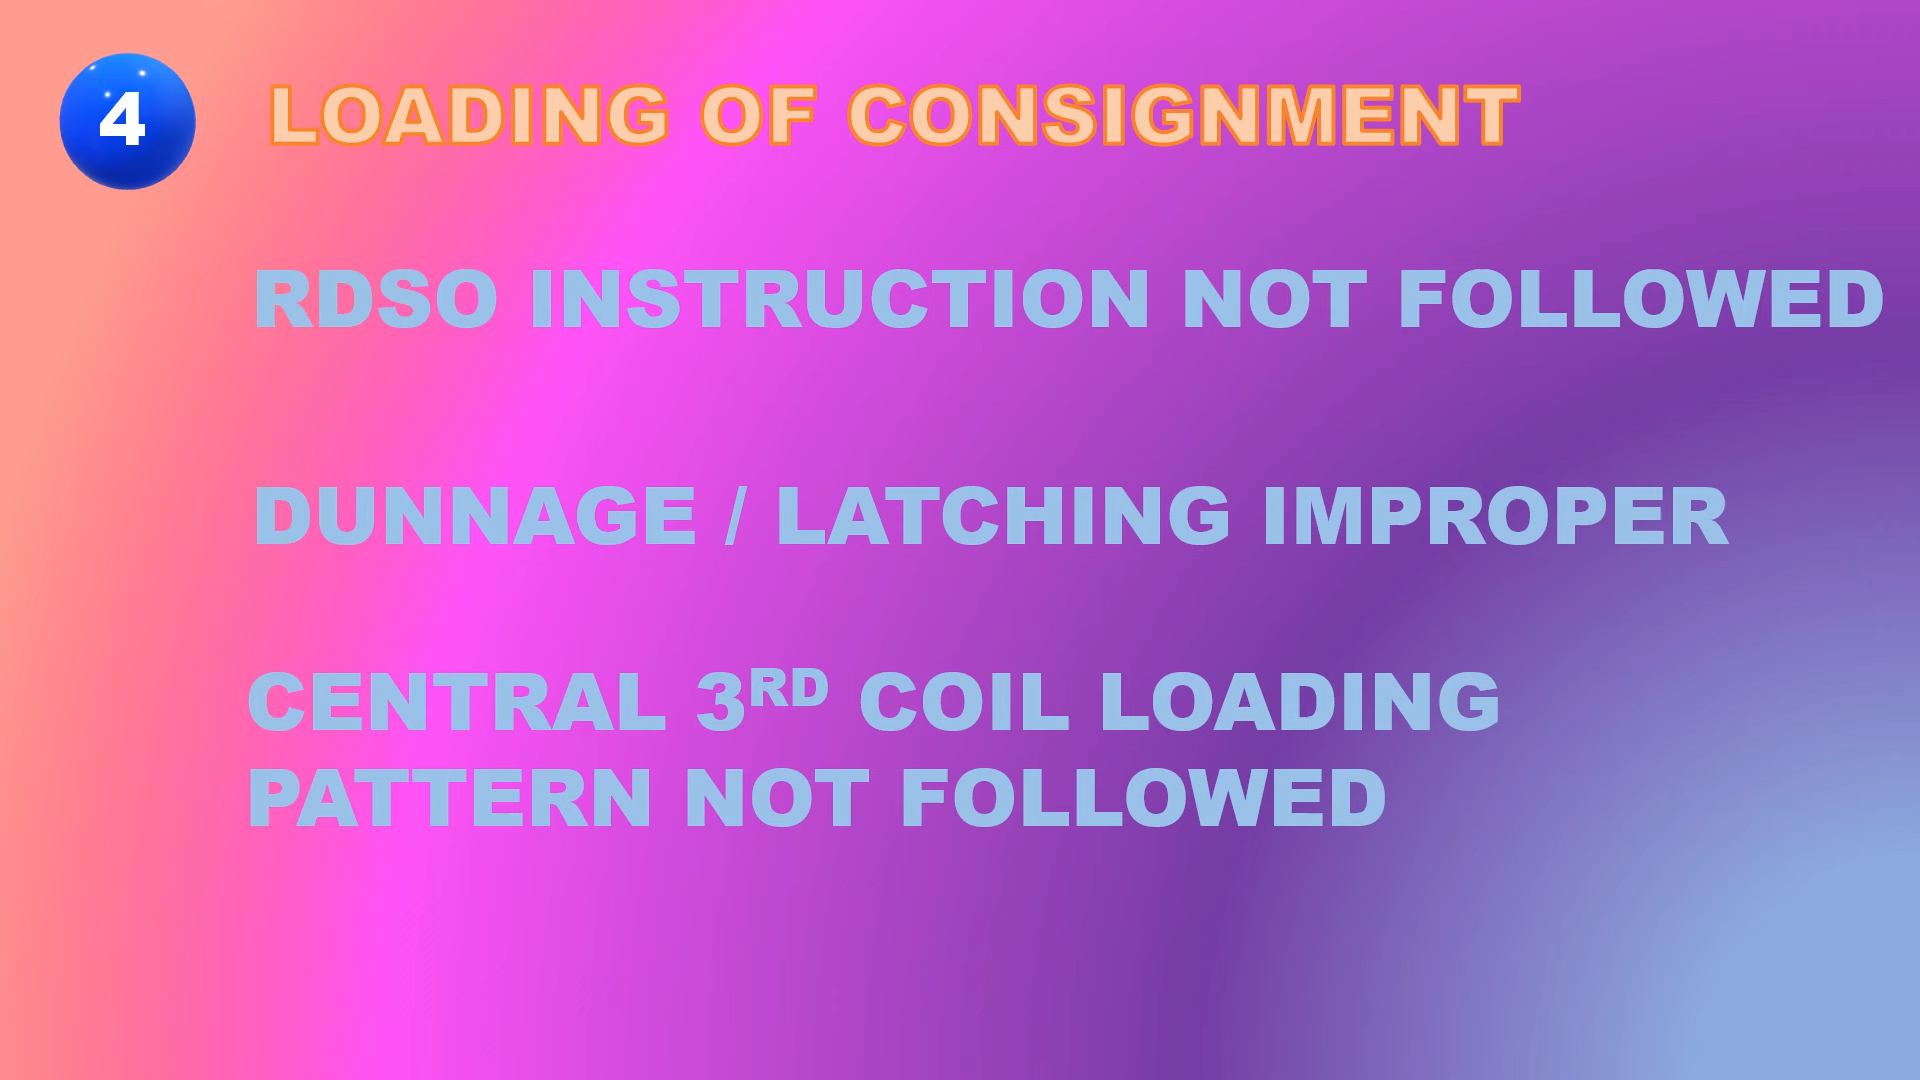 4
LOADING OF CONSIGNMENT
RDSO INSTRUCTION NOT FOLLOWED
DUNNAGE / LATCHING IMPROPER
CENTRAL 3RD COIL LOADING
PATTERN NOT FOLLOWED